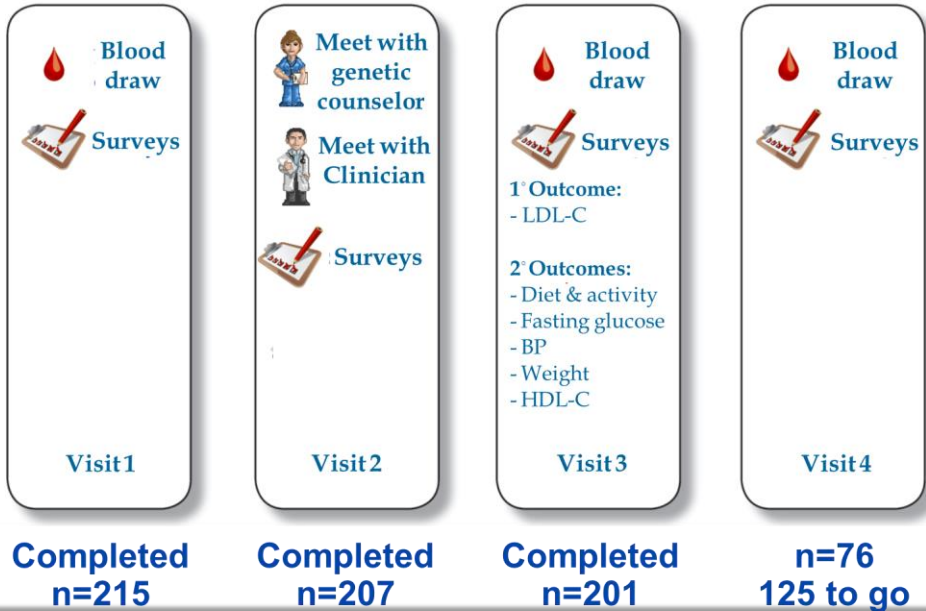 Blood
draw
Surveys
Visit 1
Completed
n=215
Meet with
genetic
counselor
Meet with
Clinician
Surveys
Visit 2
Completed
n=207
Blood
draw
Surveys
1° Outcome:
- LDL-C
2° Outcomes:
- Diet & activity
- Fasting glucose
- BP
- Weight
- HDL-C
Visit 3
Completed
n=201
Blood
draw
Surveys
Visit 4
n=76
125 to go